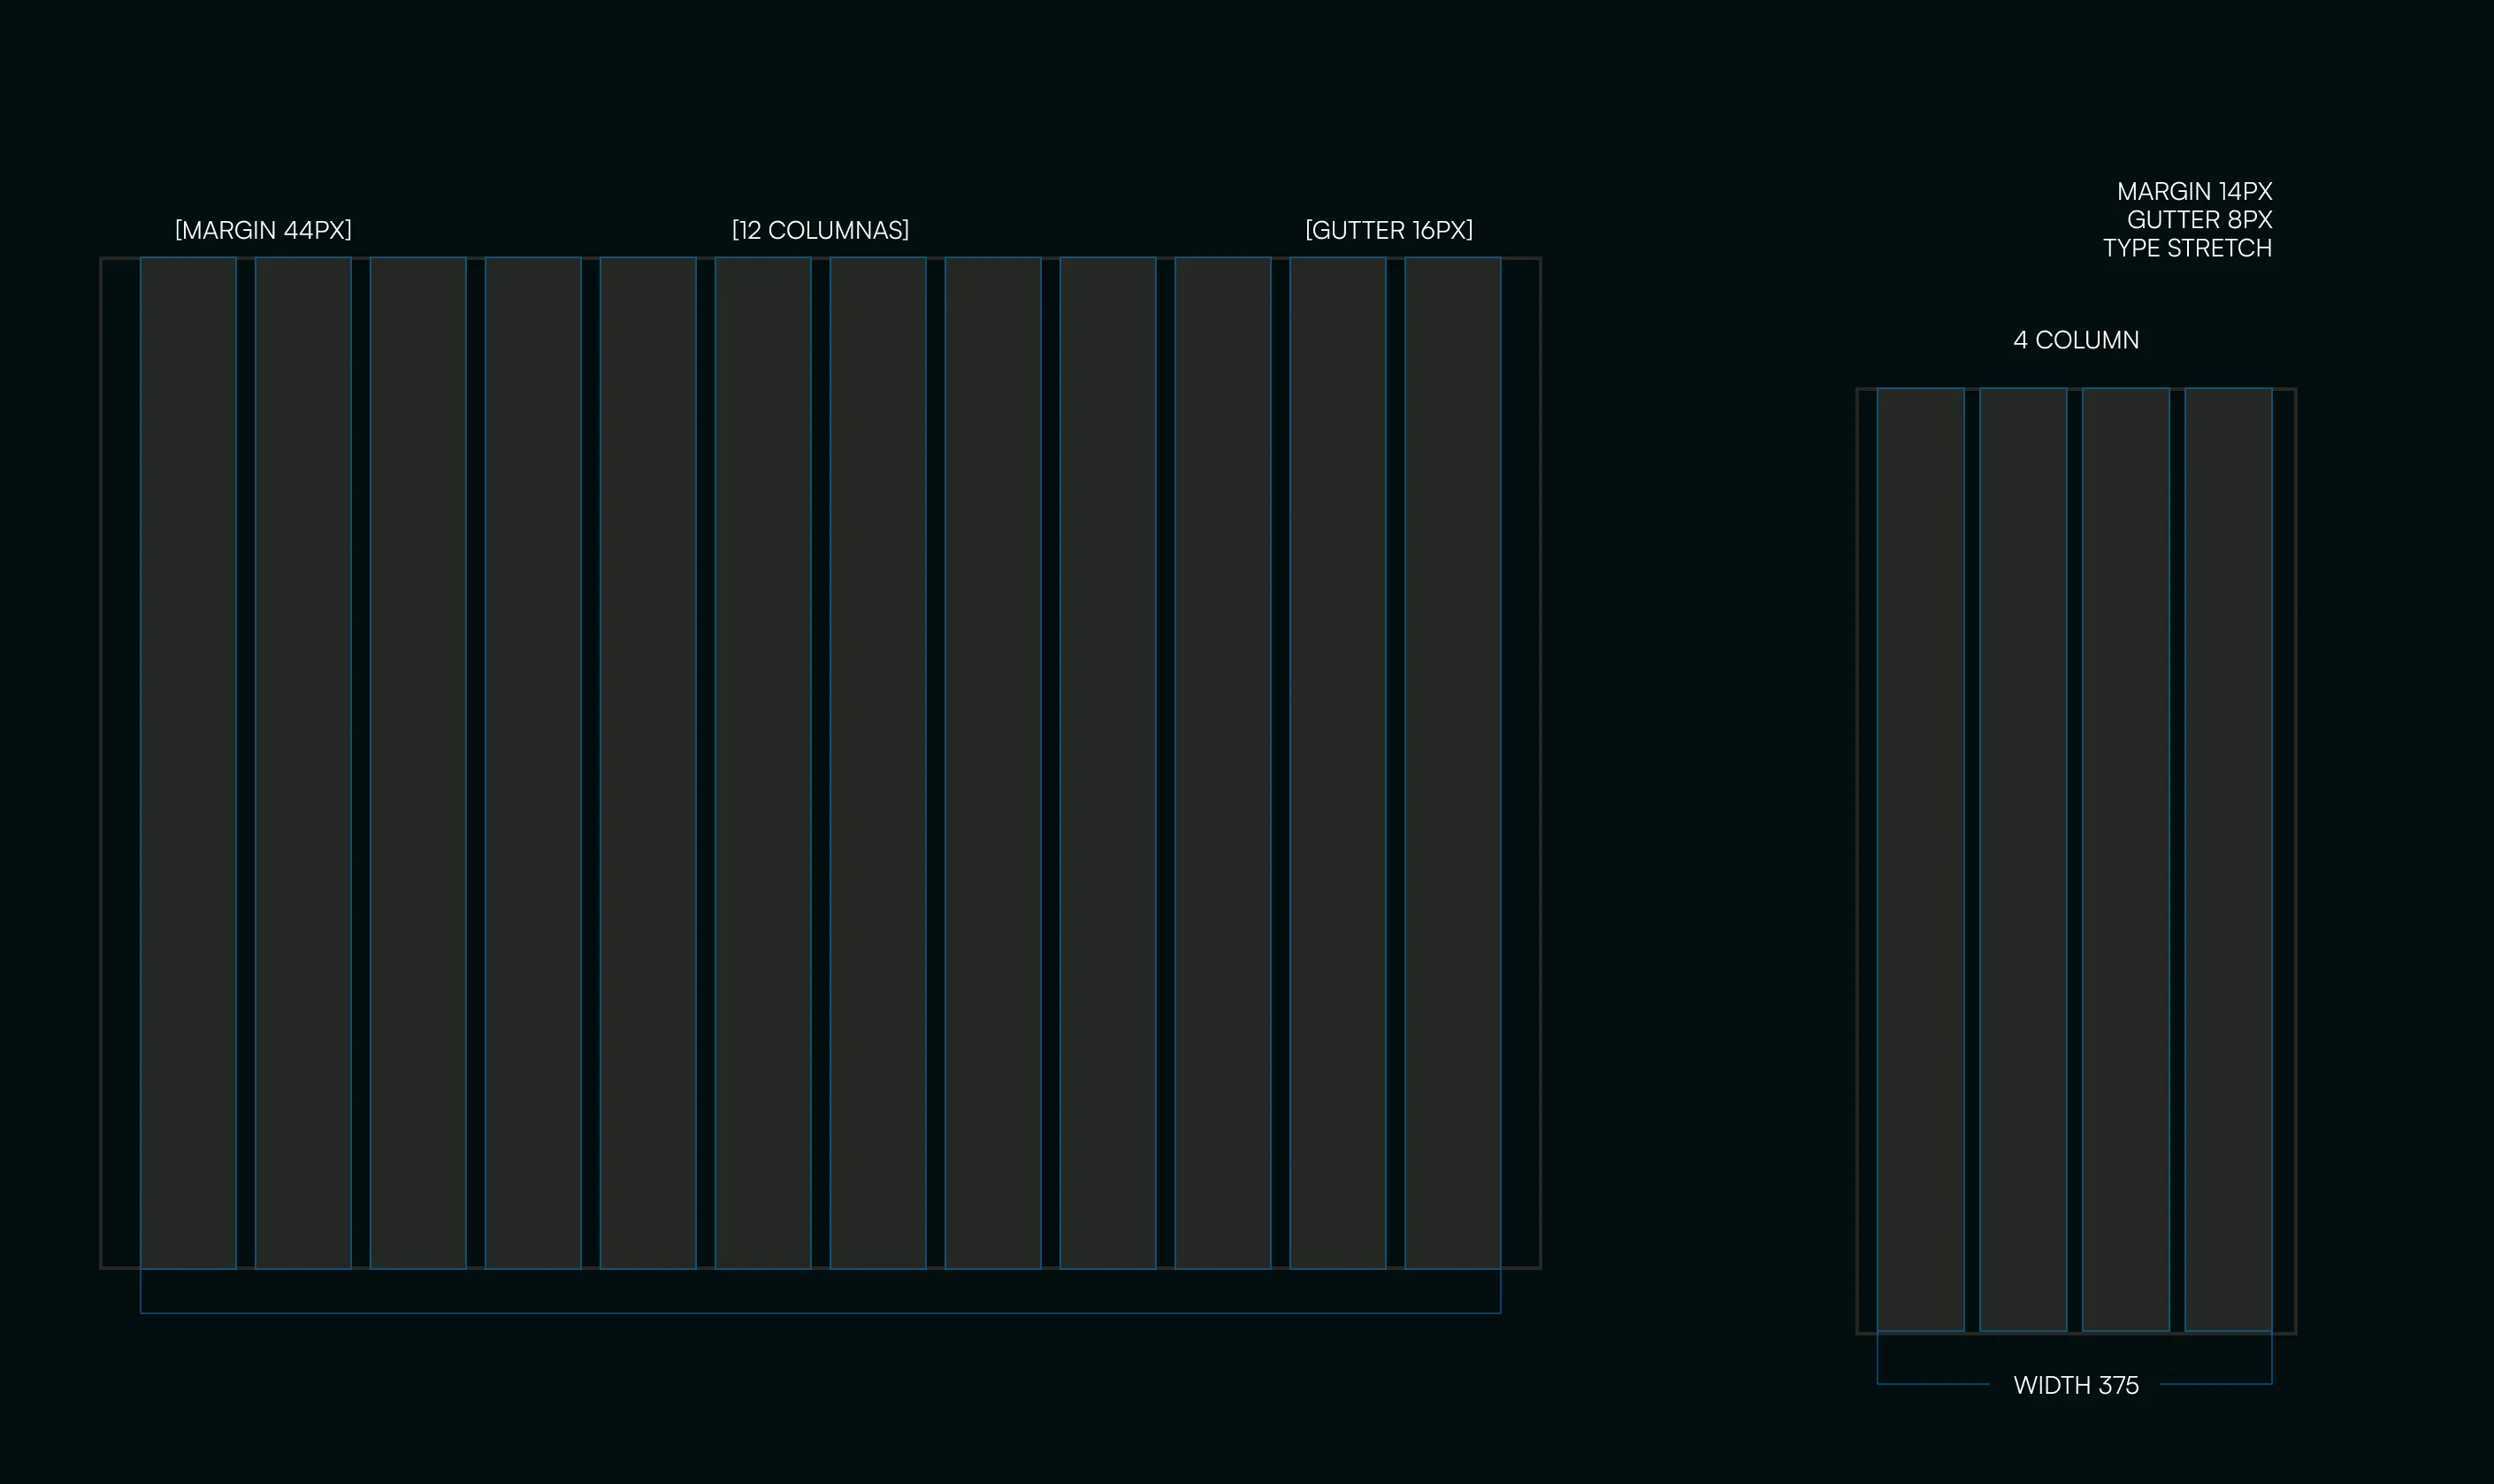 [MARGIN 44PX]
[12 COLUMNAS]
[GUTTER 16PX]
MARGIN 14PX
GUTTER 8PX
TYPE STRETCH
4 COLUMN
WIDTH 375